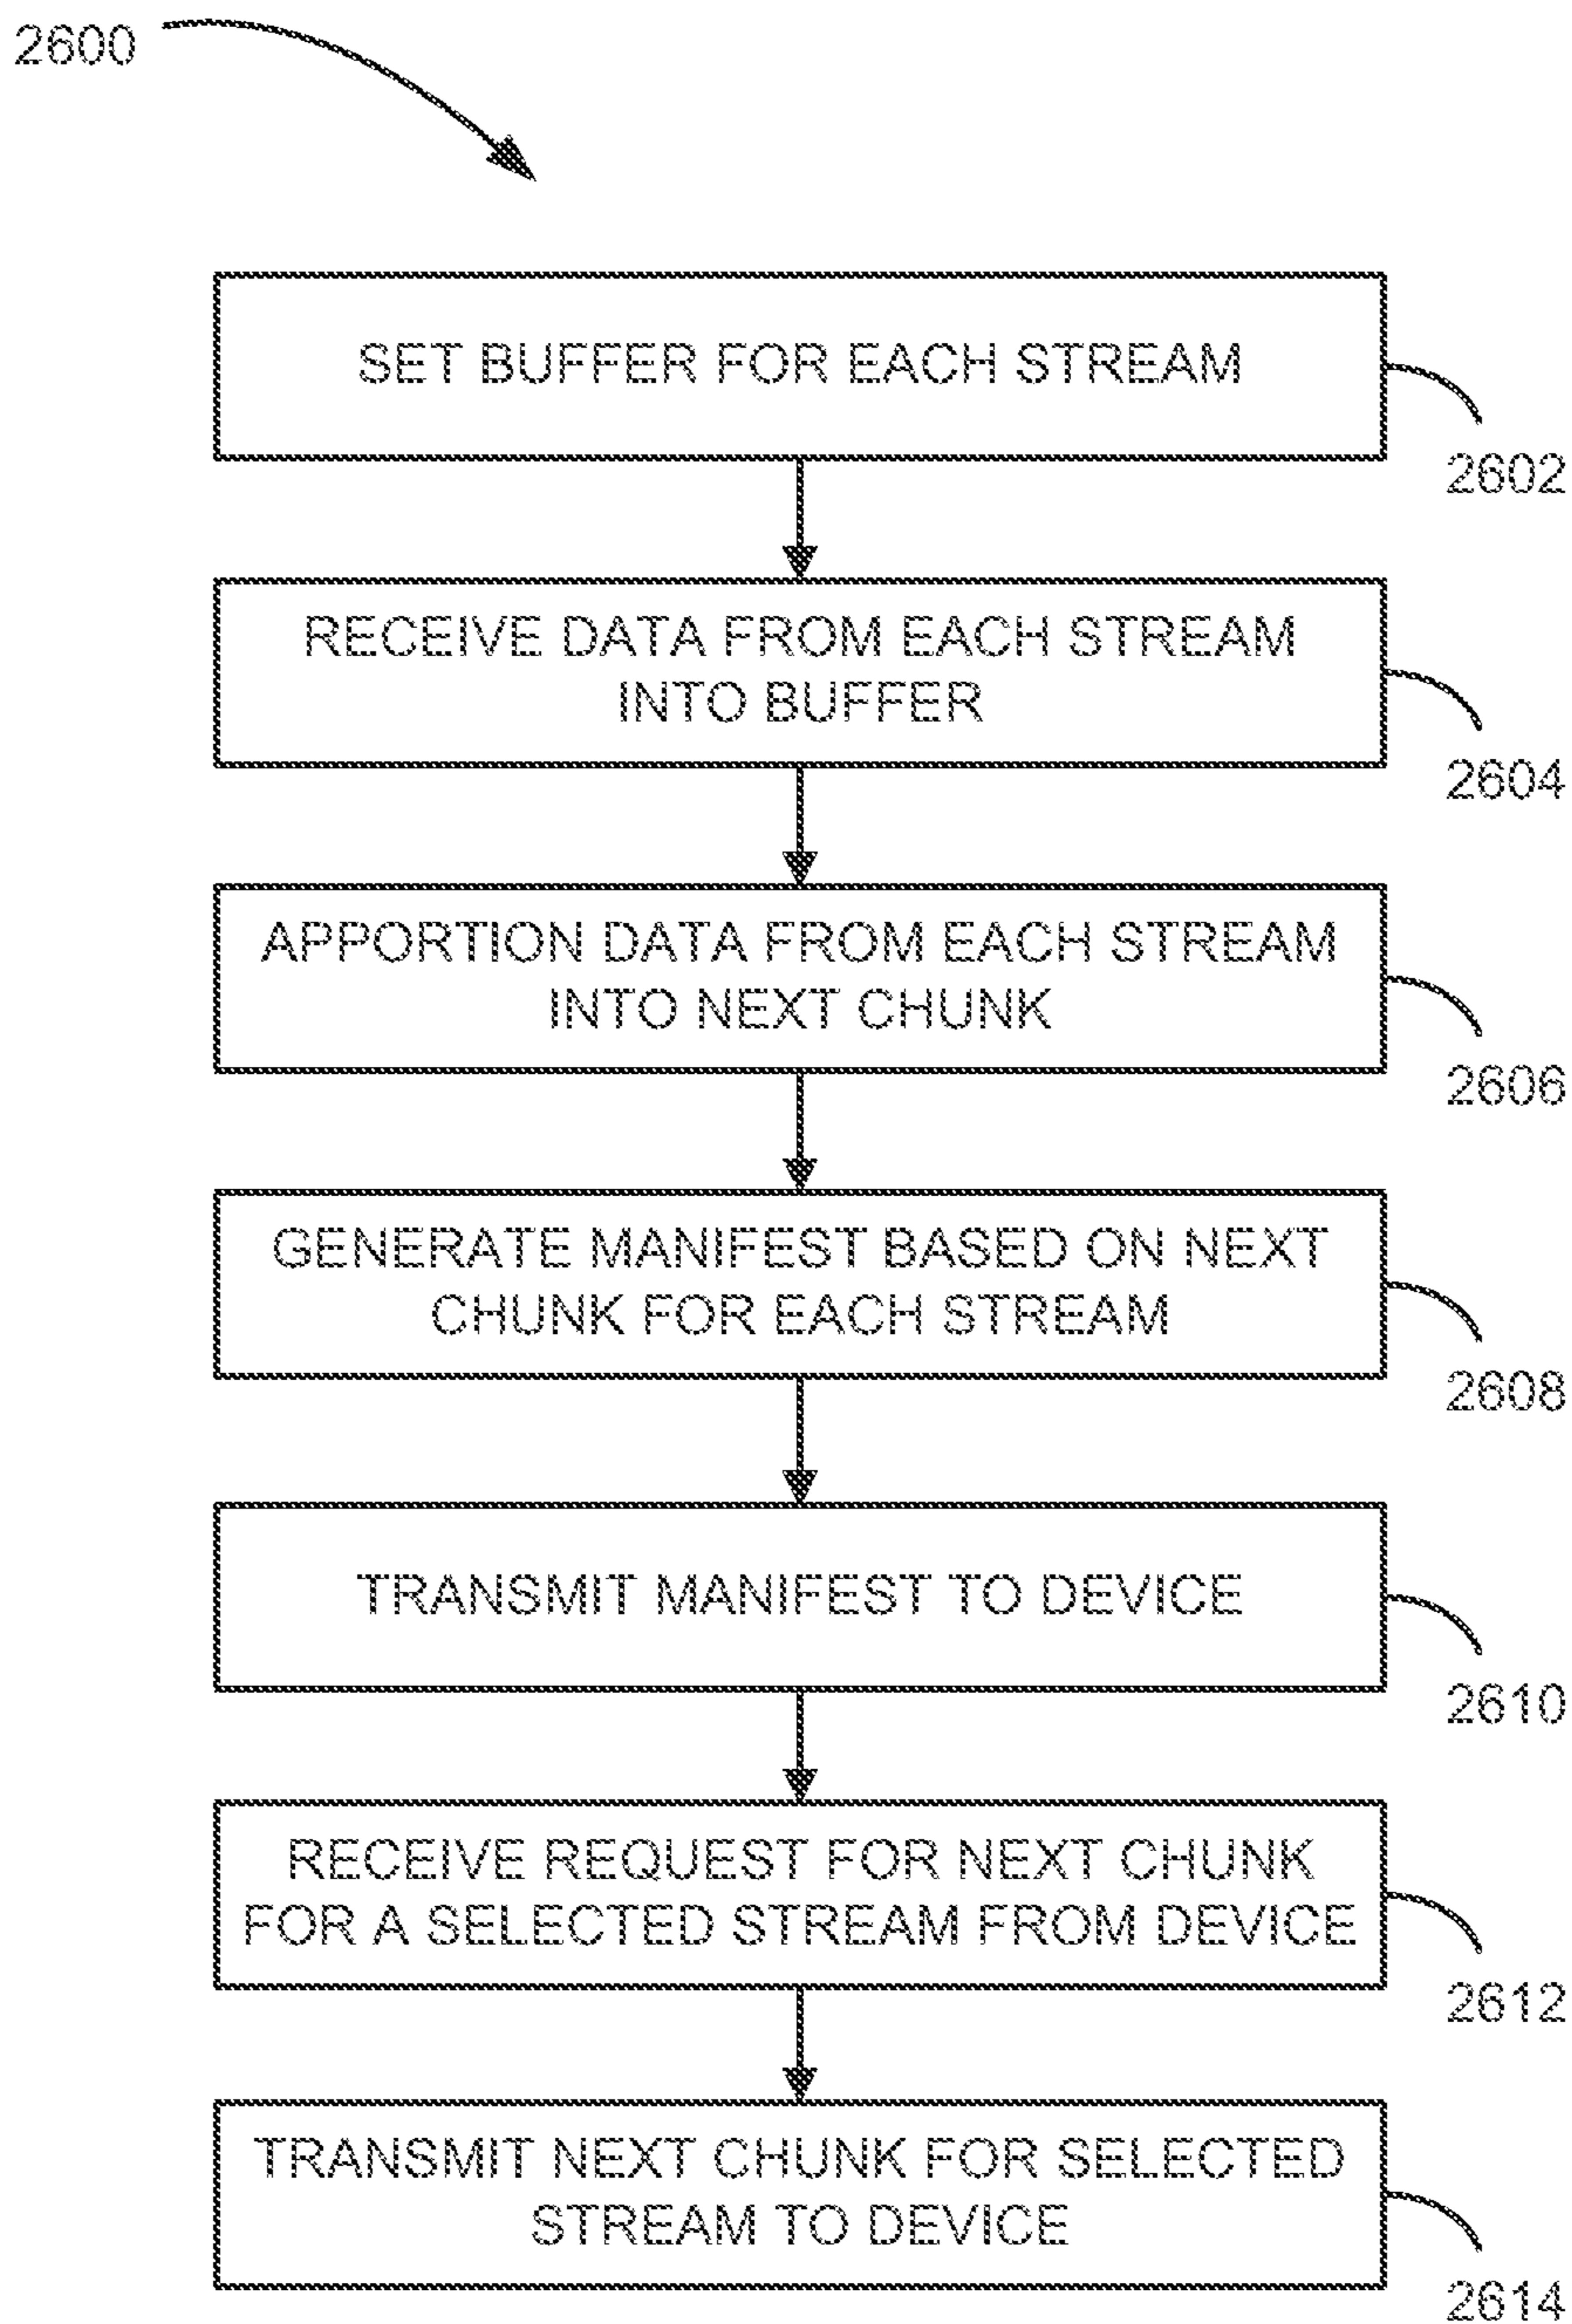 2600
SET BUFFER FOR EACH STREAM
2602
RECEIVE DATA FROM EACH STREAM
INTO BUFFER
2604
APPORTION DATA FROM EACH STREAM
INTO NEXT CHUNK
2606
GENERATE MANIFEST BASED ON NEXT
CHUNK FOR EACH STREAM
2608
TRANSMIT MANIFEST TO DEVICE
2610
RECEIVE REQUEST FOR NEXT CHUNK
FOR A SELECTED STREAM FROM DEVICE
2612
TRANSMIT NEXT CHUNK FOR SELECTED
STREAM TO DEVICE
2614